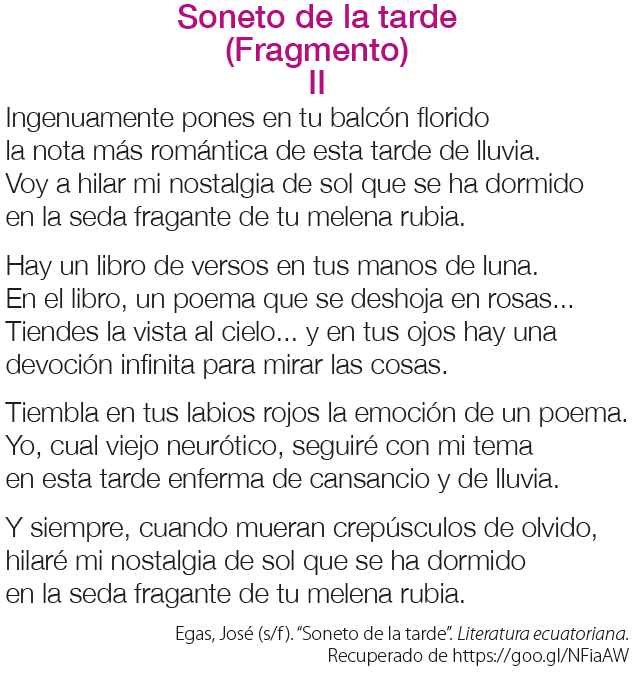 Soneto de la tarde
(Fragmento)
II
Ingenuamente pones en tu balcón florido
la nota más romántica de esta tarde de lluvia.
Voy a hilar mi nostalgia de sol que se ha dormido
en la seda fragante de tu melena rubia.
Hay un libro de versos en tus manos de luna.
En el libro, un poema que se deshoja en rosas...
Tiendes la vista al cielo... y en tus ojos hay una
devoción infinita para mirar las cosas.
Tiembla en tus labios rojos la emoción de un poema.
Yo, cual viejo neurótico, seguiré con mi tema
en esta tarde enferma de cansancio y de lluvia.
Y siempre, cuando mueran crepúsculos de olvido,
hilaré mi nostalgia de sol que se ha dormido
en la seda fragante de tu melena rubia.
Egas, José (s/f). “Soneto de la tarde”. Literatura ecuatoriana.
Recuperado de https://goo.gl/NFiaAW